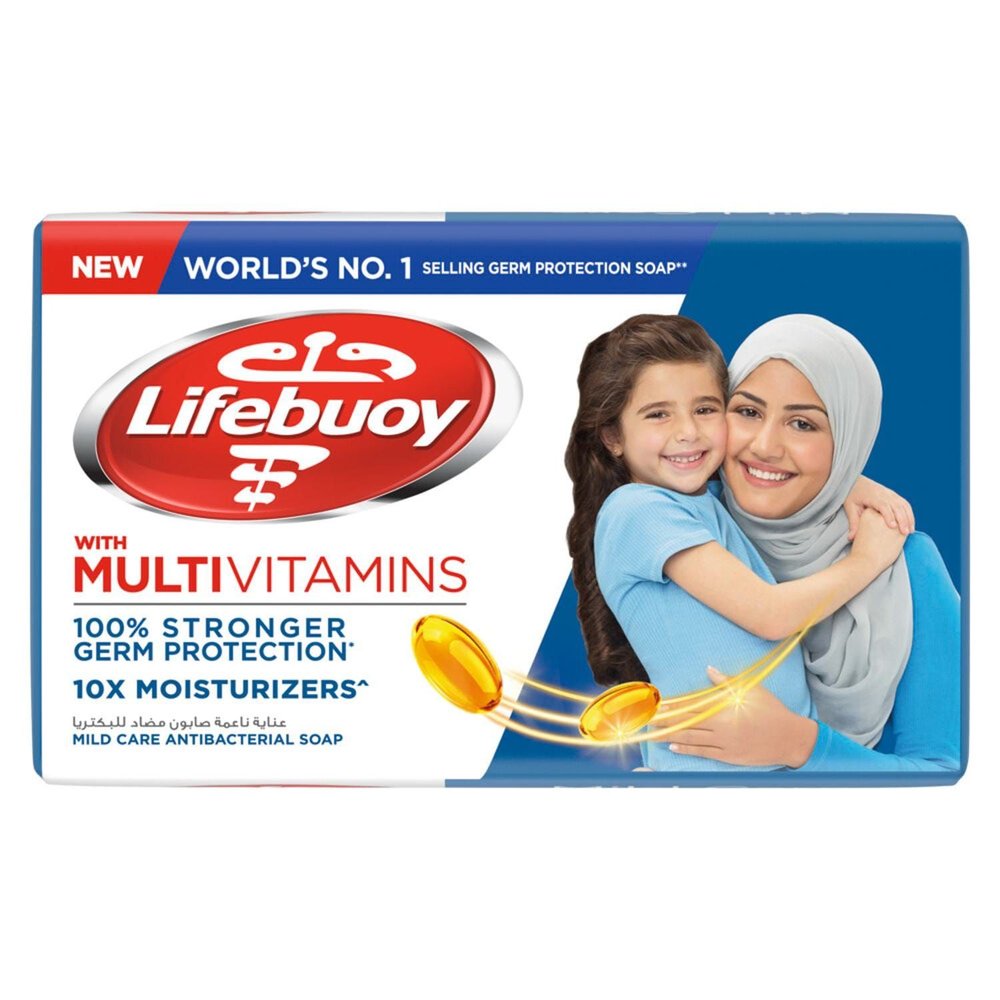 NEW WORLD'S NO. 1 SELLING GERM PROTECTION SOAP**
Lifebuoy
WITH
MULTIVITAMINS
100% STRONGER
GERM PROTECTION*
10X MOISTURIZERS^
عناية ناعمة صابون مضاد للبكتريا
MILD CARE ANTIBACTERIAL SOAP